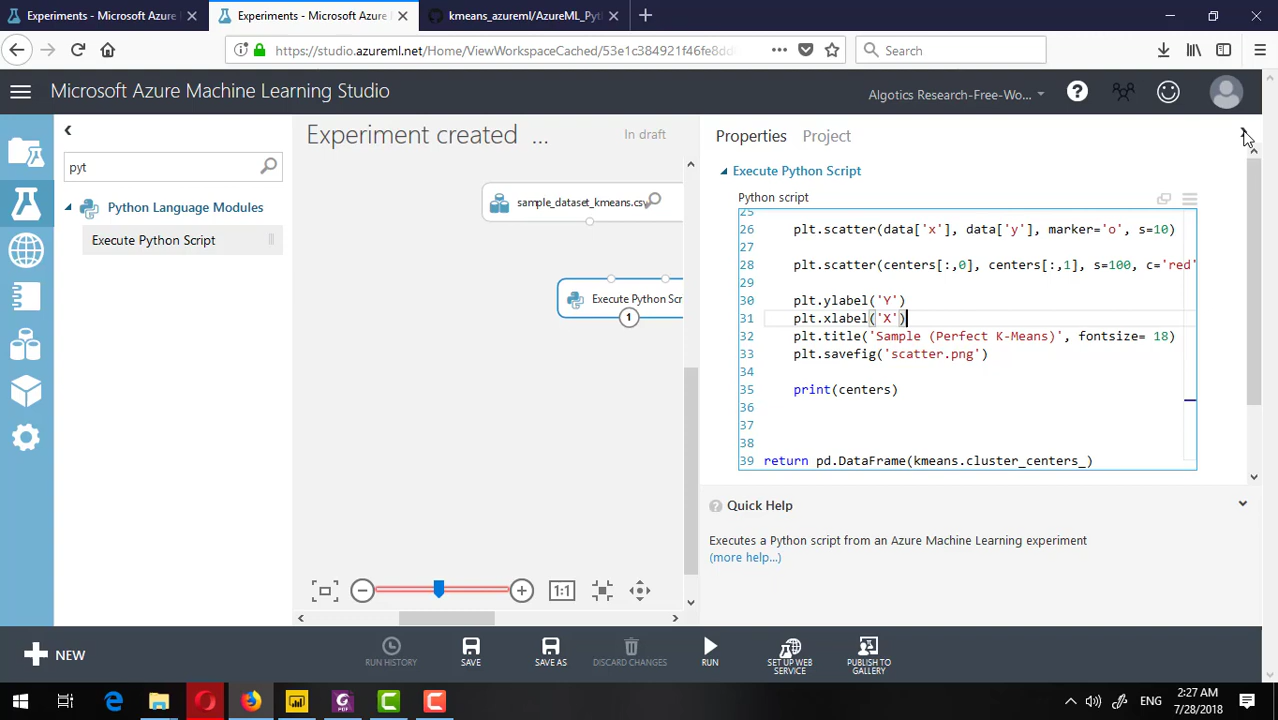 Experiments - Microsoft Azure M
Experiments - Microsoft Azure M
kmeans_azureml/AzureML_Pyt
https://studio.azureml.net/Home/ViewWorkspaceCached/53e1c384921f46fe8dd
Search
Microsoft Azure Machine Learning Studio
Algotics Research-Free-Wo...
pyt
Python Language Modules
Execute Python Script
Experiment created ...
In draft
sample_dataset_kmeans.csv
Execute Python Scr
1
Properties
Project
Execute Python Script
Python script
25
26 plt.scatter(data['x'], data['y'], marker='o', s=10)
27
28 plt.scatter(centers[:,0], centers[:,1], s=100, c='red'
29
30 plt.ylabel('Y')
31 plt.xlabel('X')
32 plt.title('Sample (Perfect K-Means)', fontsize= 18)
33 plt.savefig('scatter.png')
34
35 print(centers)
36
37
38
39 return pd.DataFrame(kmeans.cluster_centers_)
Quick Help
Executes a Python script from an Azure Machine Learning experiment
(more help...)
1:1
NEW
RUN HISTORY
SAVE
SAVE AS
DISCARD CHANGES
RUN
SET UP WEB SERVICE
PUBLISH TO GALLERY
ENG
2:27 AM
7/28/2018